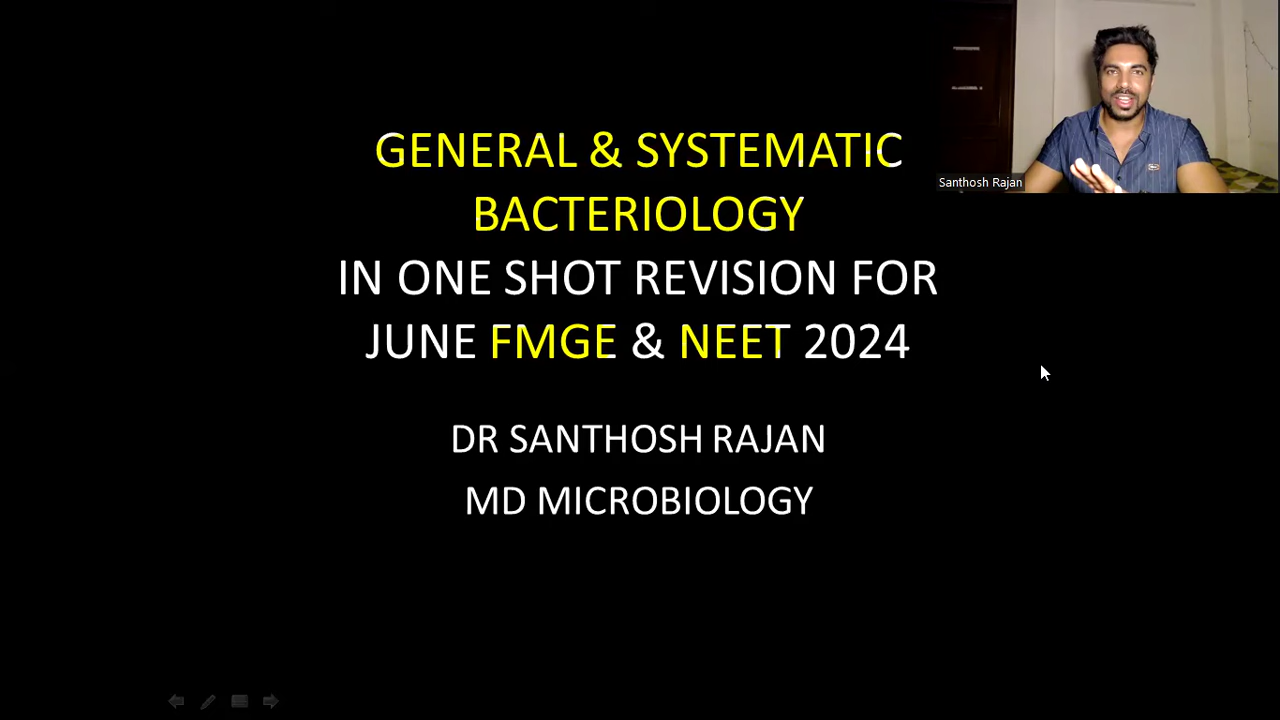 GENERAL & SYSTEMATIC
BACTERIOLOGY
IN ONE SHOT REVISION FOR
JUNE FMGE & NEET 2024
DR SANTHOSH RAJAN
MD MICROBIOLOGY
Santhosh Rajan